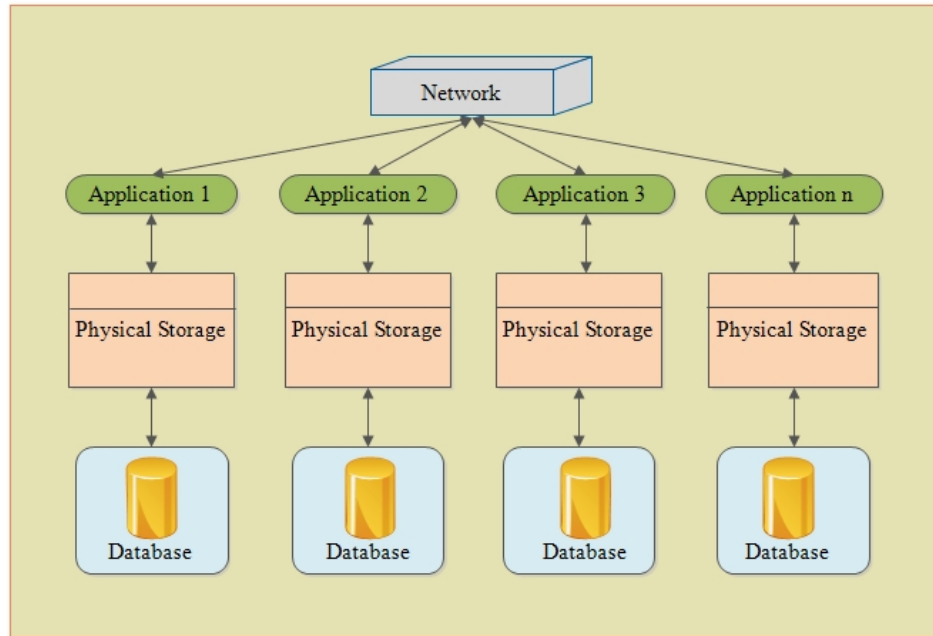 Network
Application 1
Application 2
Application 3
Application n
Physical Storage
Physical Storage
Physical Storage
Physical Storage
Database
Database
Database
Database